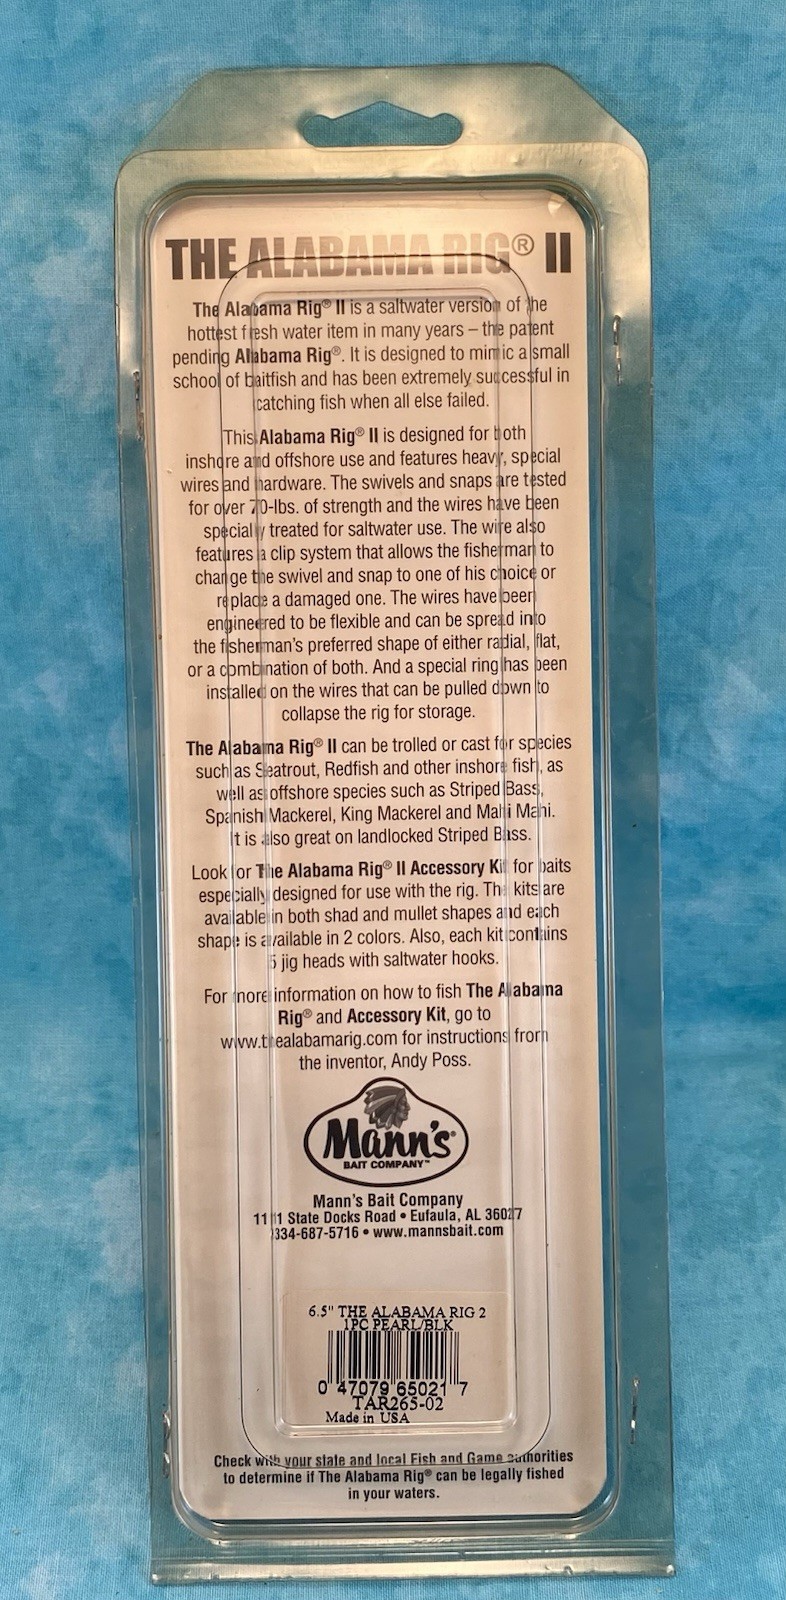 THE ALABAMA RIG® II
The Alabama Rig® II is a saltwater version of the
hottest fresh water item in many years – the patent
pending Alabama Rig®. It is designed to mimic a small
school of baitfish and has been extremely successful in
catching fish when all else failed.
This Alabama Rig® II is designed for both
inshore and offshore use and features heavy, special
wires and hardware. The swivels and snaps are tested
for over 70-lbs. of strength and the wires have been
specially treated for saltwater use. The wire also
features a clip system that allows the fisherman to
change the swivel and snap to one of his choice or
replace a damaged one. The wires have been
engineered to be flexible and can be spread into
the fisherman's preferred shape of either radial, flat,
or a combination of both. And a special ring has been
installed on the wires that can be pulled down to
collapse the rig for storage.
The Alabama Rig® II can be trolled or cast for species
such as Seatrout, Redfish and other inshore fish, as
well as offshore species such as Striped Bass,
Spanish Mackerel, King Mackerel and Mahi Mahi.
It is also great on landlocked Striped Bass.
Look for The Alabama Rig® II Accessory Kit for baits
especially designed for use with the rig. The kits are
available in both shad and mullet shapes and each
shape is available in 2 colors. Also, each kit contains
5 jig heads with saltwater hooks.
For more information on how to fish The Alabama
Rig® and Accessory Kit, go to
www.thealabamarig.com for instructions from
the inventor, Andy Poss.
Mann's®
BAIT COMPANY™
Mann's Bait Company
1111 State Docks Road • Eufaula, AL 36027
334-687-5716 • www.mannsbait.com
6.5" THE ALABAMA RIG 2
1PC PEARL/BLK
0 47079 65021 7
TAR265-02
Made in USA
Check with your state and local Fish and Game authorities
to determine if The Alabama Rig® can be legally fished
in your waters.